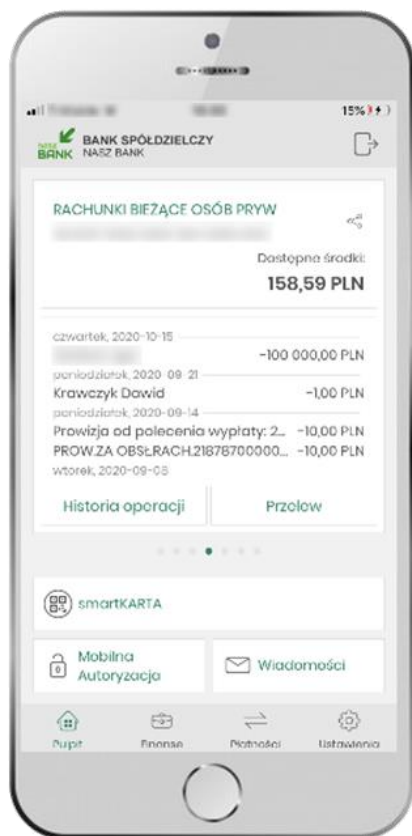 15%
NASZ BANK
BANK SPÓŁDZIELCZY
NASZ BANK
RACHUNKI BIEŻĄCE OSÓB PRYW
Dostępne środki:
158,59 PLN
czwartek, 2020-10-15
-100 000,00 PLN
poniedziałek, 2020-09-21
Krawczyk Dawid -1,00 PLN
poniedziałek, 2020-09-14
Prowizja od polecenia wypłaty: 2... -10,00 PLN
PROW.ZA OBSŁ.RACH.21878700000... -10,00 PLN
wtorek, 2020-09-08
Historia operacji Przelew
smartKARTA
Mobilna Autoryzacja
Wiadomości
Pulpit Finanse Płatności Ustawienia